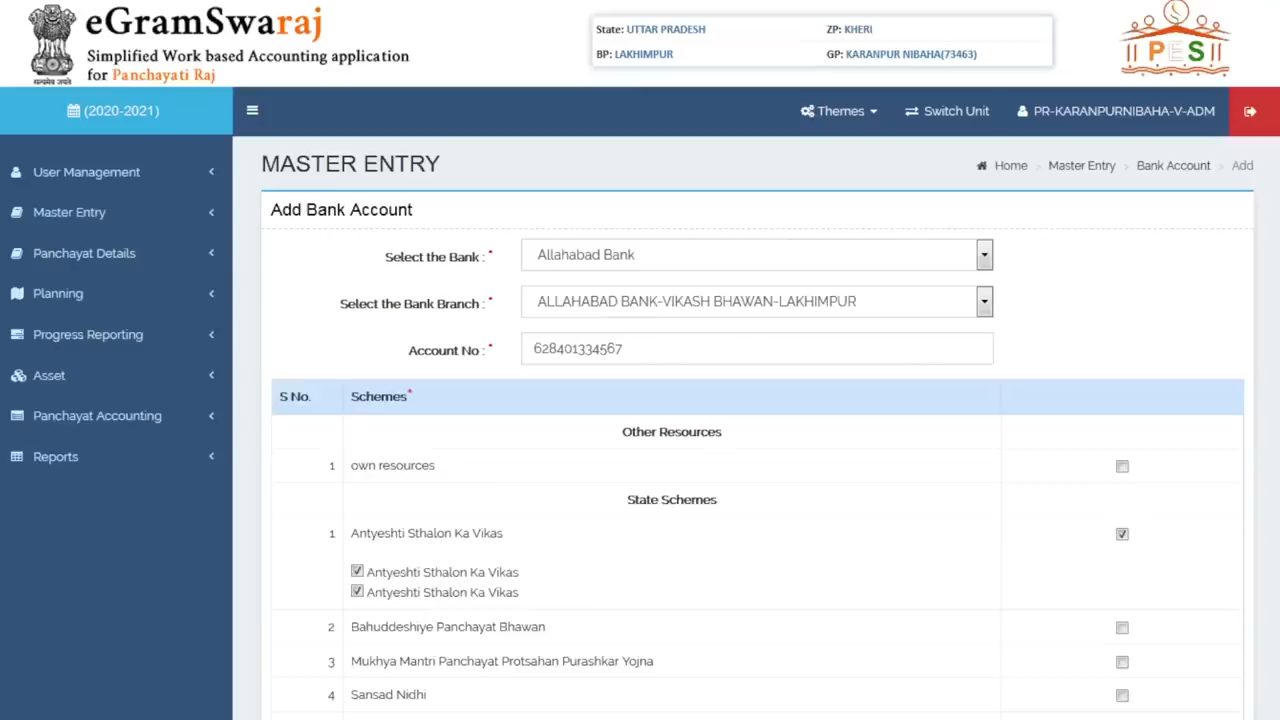 सत्यमेव जयते
eGramSwaraj
Simplified Work based Accounting application
for Panchayati Raj
State: UTTAR PRADESH ZP: KHERI
BP: LAKHIMPUR GP: KARANPUR NIBAHA(73463)
PES
(2020-2021)
Themes Switch Unit PR-KARANPURNIBAHA-V-ADM
User Management
Master Entry
Panchayat Details
Planning
Progress Reporting
Asset
Panchayat Accounting
Reports
MASTER ENTRY
Home > Master Entry > Bank Account > Add
Add Bank Account
Select the Bank : * Allahabad Bank
Select the Bank Branch : * ALLAHABAD BANK-VIKASH BHAWAN-LAKHIMPUR
Account No : * 628401334567
S No. Schemes*
Other Resources
1 own resources
State Schemes
1 Antyeshti Sthalon Ka Vikas
Antyeshti Sthalon Ka Vikas
Antyeshti Sthalon Ka Vikas
2 Bahuddeshiye Panchayat Bhawan
3 Mukhya Mantri Panchayat Protsahan Purashkar Yojna
4 Sansad Nidhi